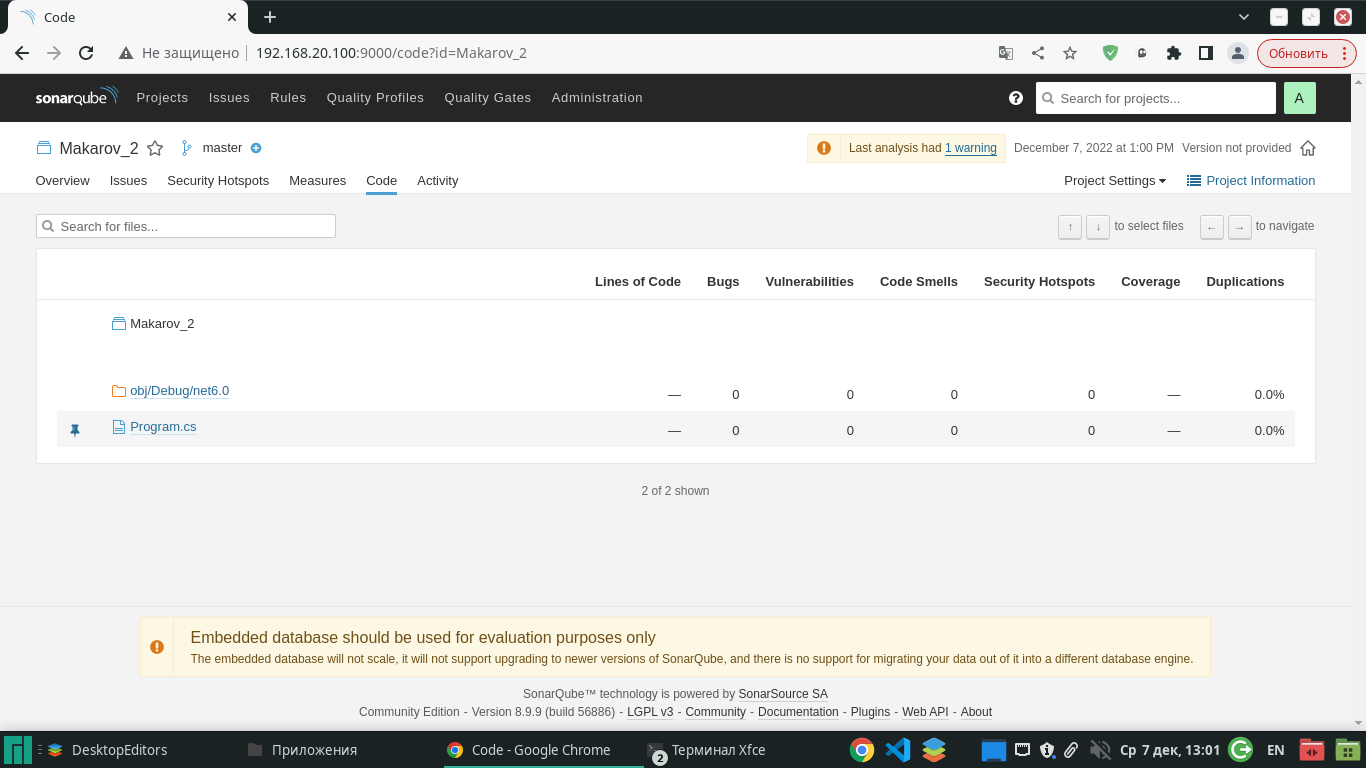 Code
Не защищено 192.168.20.100:9000/code?id=Makarov_2 Обновить
sonarqube Projects Issues Rules Quality Profiles Quality Gates Administration ? Search for projects... A
Makarov_2 master Last analysis had 1 warning December 7, 2022 at 1:00 PM Version not provided
Overview Issues Security Hotspots Measures Code Activity Project Settings Project Information
Search for files... ↑ ↓ to select files ← → to navigate
Lines of Code Bugs Vulnerabilities Code Smells Security Hotspots Coverage Duplications
Makarov_2
obj/Debug/net6.0 — 0 0 0 0 — 0.0%
Program.cs — 0 0 0 0 — 0.0%
2 of 2 shown
Embedded database should be used for evaluation purposes only
The embedded database will not scale, it will not support upgrading to newer versions of SonarQube, and there is no support for migrating your data out of it into a different database engine.
SonarQube™ technology is powered by SonarSource SA
Community Edition - Version 8.9.9 (build 56886) - LGPL v3 - Community - Documentation - Plugins - Web API - About
DesktopEditors Приложения Code - Google Chrome 2 Терминал Xfce Ср 7 дек, 13:01 EN